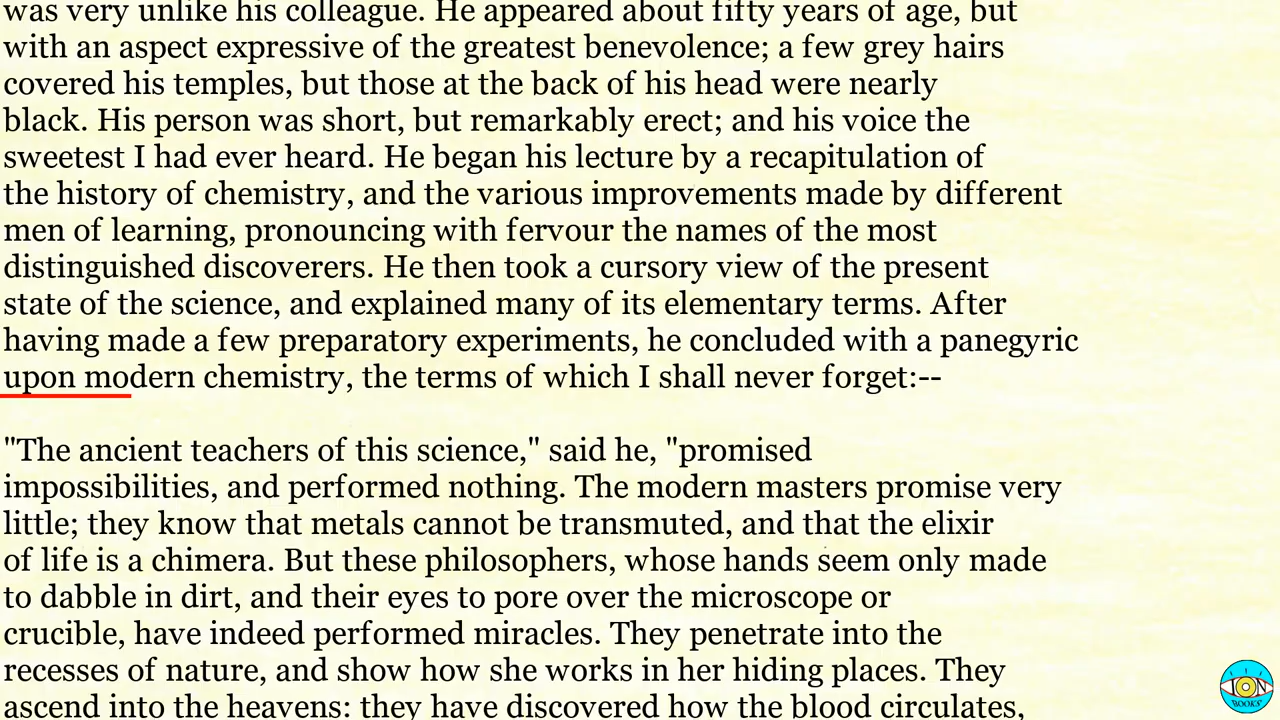 was very unlike his colleague. He appeared about fifty years of age, but
with an aspect expressive of the greatest benevolence; a few grey hairs
covered his temples, but those at the back of his head were nearly
black. His person was short, but remarkably erect; and his voice the
sweetest I had ever heard. He began his lecture by a recapitulation of
the history of chemistry, and the various improvements made by different
men of learning, pronouncing with fervour the names of the most
distinguished discoverers. He then took a cursory view of the present
state of the science, and explained many of its elementary terms. After
having made a few preparatory experiments, he concluded with a panegyric
upon modern chemistry, the terms of which I shall never forget:--
"The ancient teachers of this science," said he, "promised
impossibilities, and performed nothing. The modern masters promise very
little; they know that metals cannot be transmuted, and that the elixir
of life is a chimera. But these philosophers, whose hands seem only made
to dabble in dirt, and their eyes to pore over the microscope or
crucible, have indeed performed miracles. They penetrate into the
recesses of nature, and show how she works in her hiding places. They
ascend into the heavens: they have discovered how the blood circulates,
ION
BOOKS